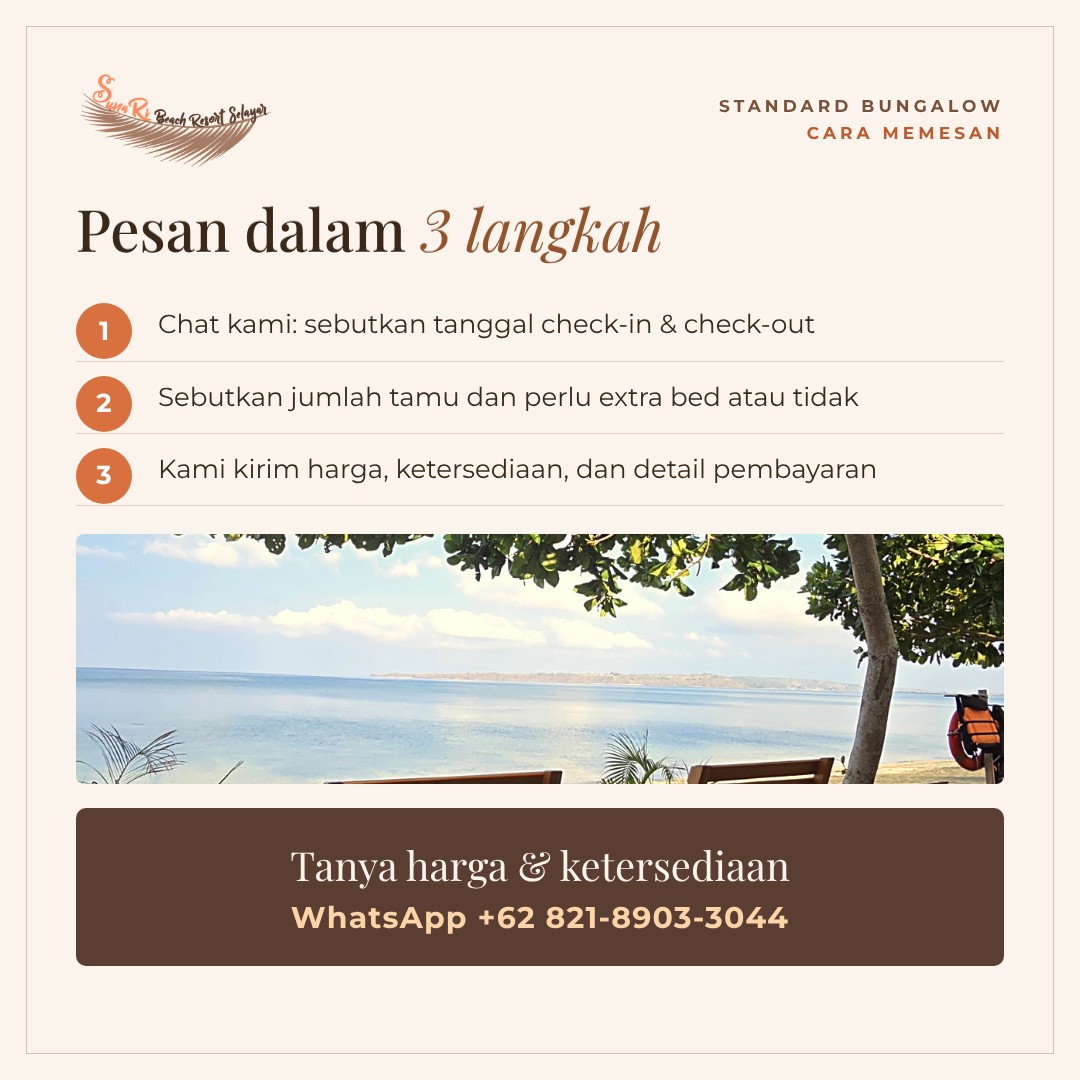 SunaRi Beach Resort Selayar
STANDARD BUNGALOW
CARA MEMESAN
Pesan dalam 3 langkah
1 Chat kami: sebutkan tanggal check-in & check-out
2 Sebutkan jumlah tamu dan perlu extra bed atau tidak
3 Kami kirim harga, ketersediaan, dan detail pembayaran
Tanya harga & ketersediaan
WhatsApp +62 821-8903-3044